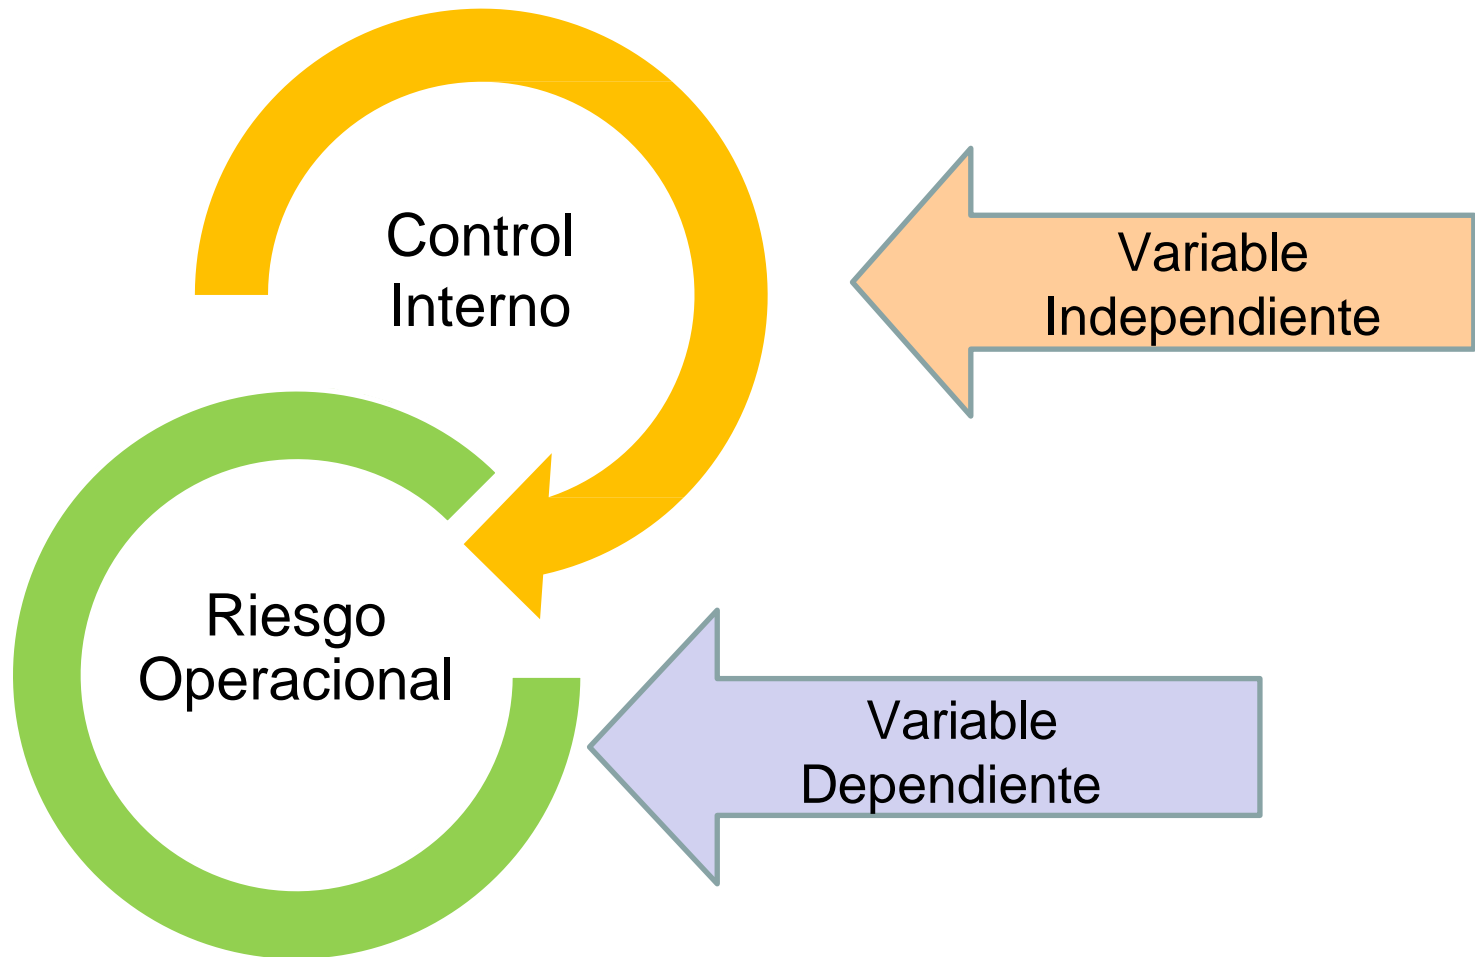 Control
Interno
Variable
Independiente
Riesgo
Operacional
Variable
Dependiente